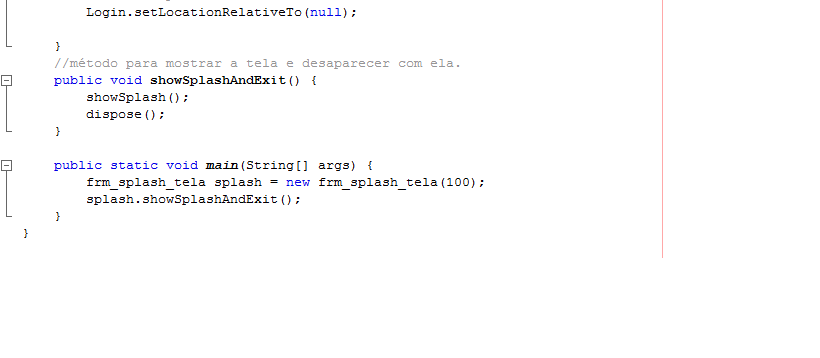 Login.setLocationRelativeTo(null);
}
//método para mostrar a tela e desaparecer com ela.
public void showSplashAndExit() {
showSplash();
dispose();
}
public static void main(String[] args) {
frm_splash_tela splash = new frm_splash_tela(100);
splash.showSplashAndExit();
}
}